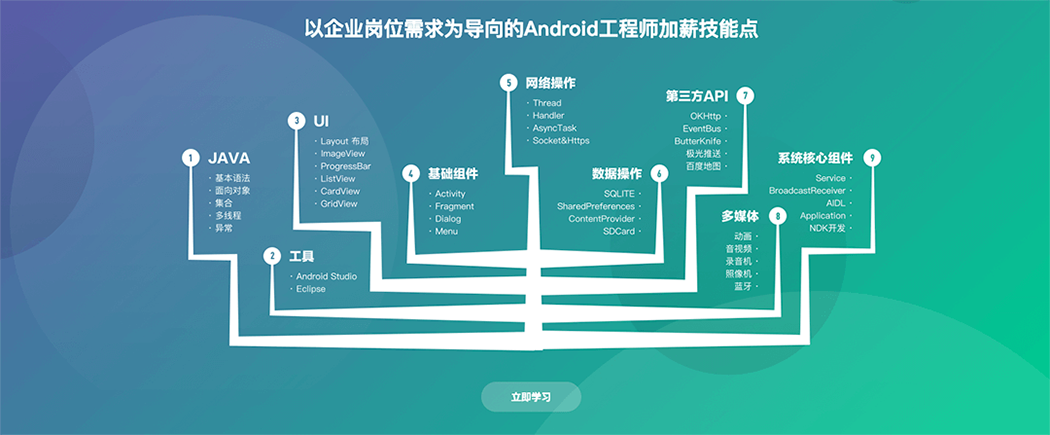 以企业岗位需求为导向的Android工程师加薪技能点
1 JAVA
· 基本语法
· 面向对象
· 集合
· 多线程
· 异常
2 工具
· Android Studio
· Eclipse
3 UI
· Layout 布局
· ImageView
· ProgressBar
· ListView
· CardView
· GridView
4 基础组件
· Activity
· Fragment
· Dialog
· Menu
5 网络操作
· Thread
· Handler
· AsyncTask
· Socket&Https
数据操作 6
SQLITE ·
SharedPreferences ·
ContentProvider ·
SDCard ·
第三方API 7
OKHttp ·
EventBus ·
ButterKnife ·
极光推送 ·
百度地图 ·
多媒体 8
动画 ·
音视频 ·
录音机 ·
照像机 ·
蓝牙 ·
系统核心组件 9
Service ·
BroadcastReceiver ·
AIDL ·
Application ·
NDK开发 ·
立即学习